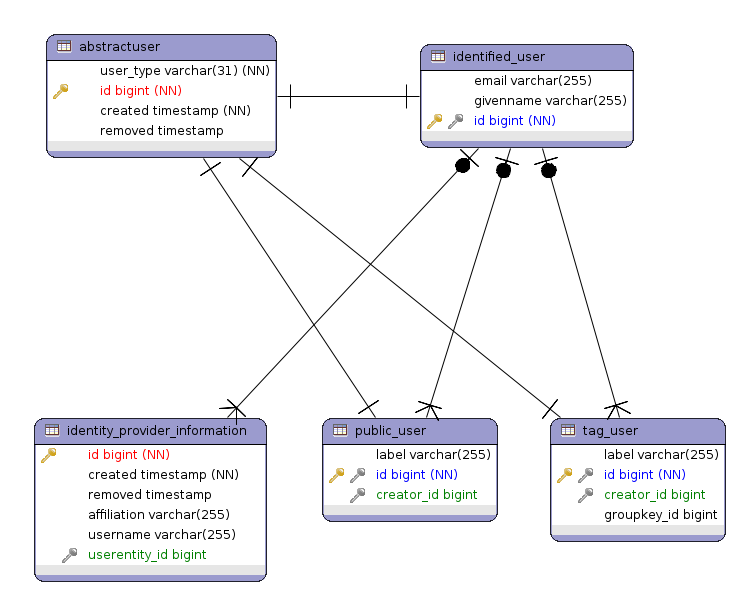 abstractuser
user_type varchar(31) (NN)
id bigint (NN)
created timestamp (NN)
removed timestamp
identified_user
email varchar(255)
givenname varchar(255)
id bigint (NN)
identity_provider_information
id bigint (NN)
created timestamp (NN)
removed timestamp
affiliation varchar(255)
username varchar(255)
userentity_id bigint
public_user
label varchar(255)
id bigint (NN)
creator_id bigint
tag_user
label varchar(255)
id bigint (NN)
creator_id bigint
groupkey_id bigint